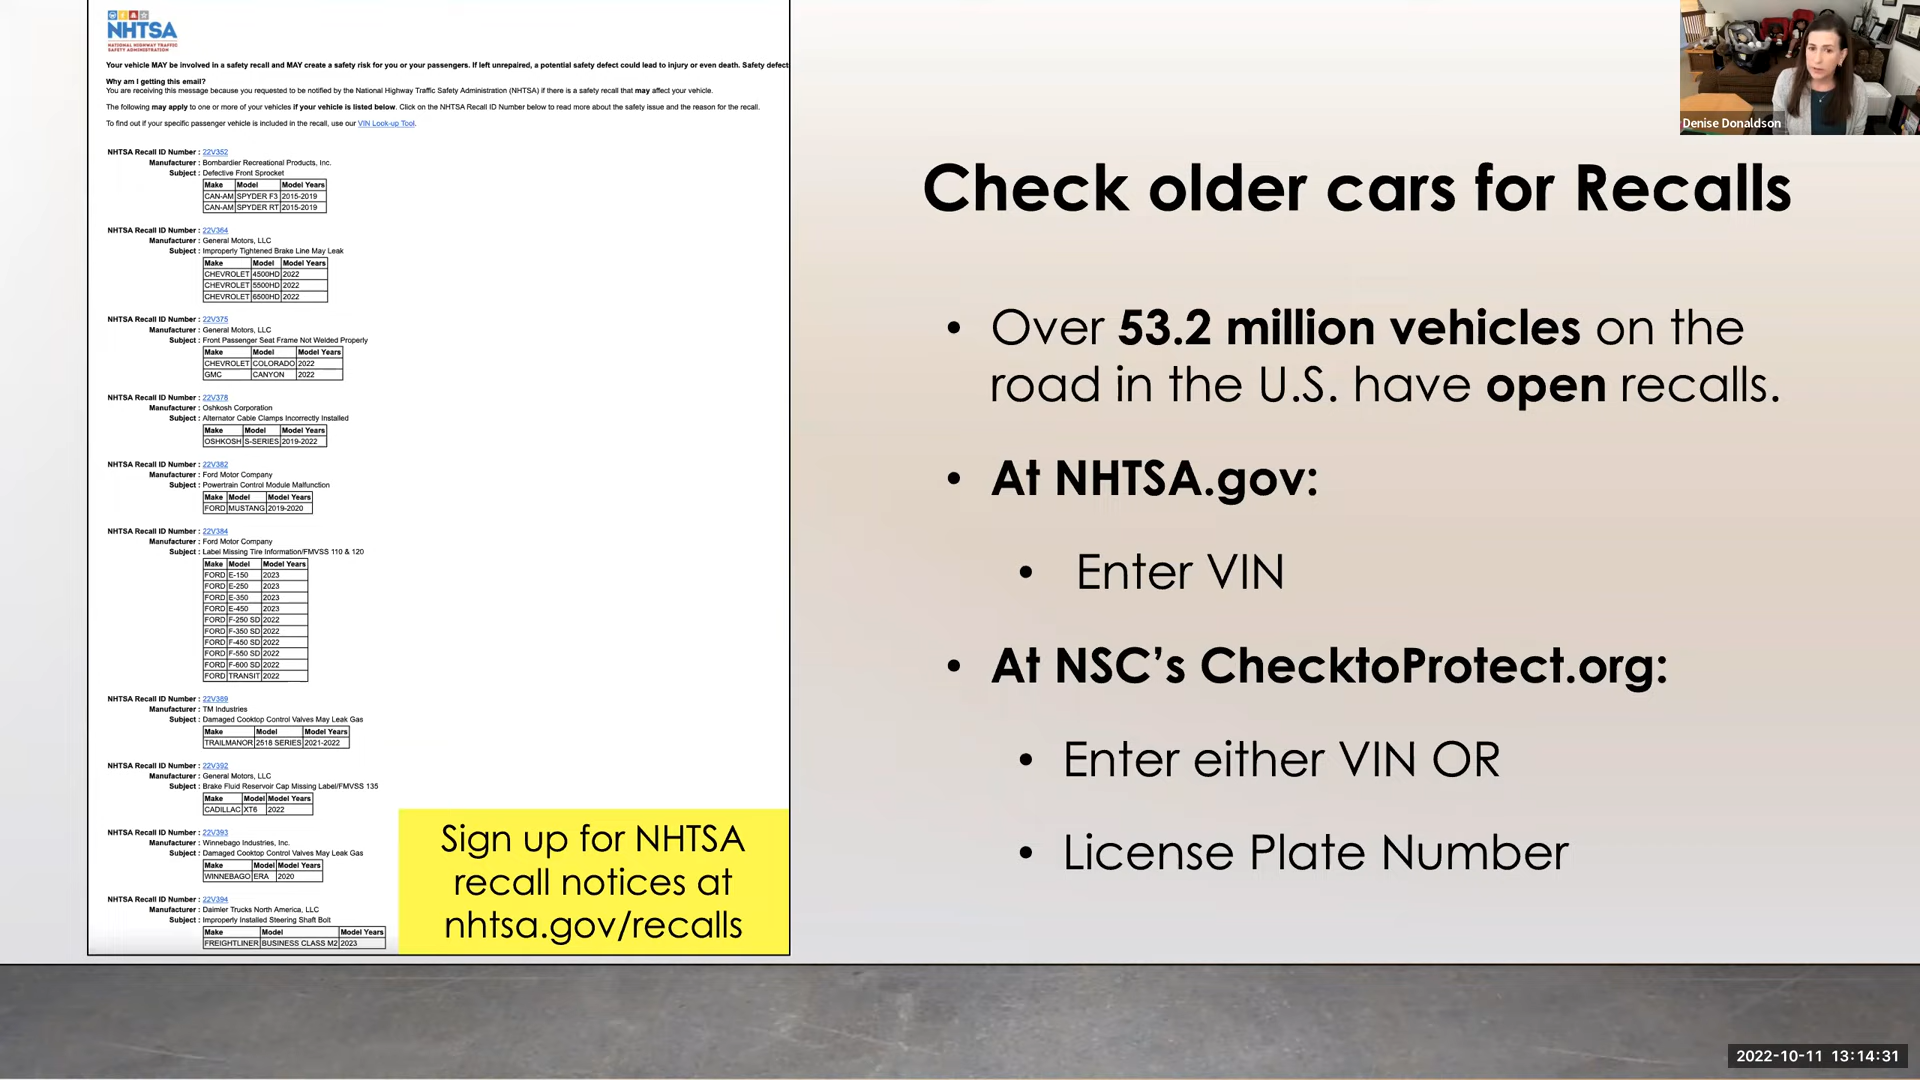 NHTSA
NATIONAL HIGHWAY TRAFFIC
SAFETY ADMINISTRATION
Your vehicle MAY be involved in a safety recall and MAY create a safety risk for you or your passengers. If left unrepaired, a potential safety defect could lead to injury or even death. Safety defect
Why am I getting this email?
You are receiving this message because you requested to be notified by the National Highway Traffic Safety Administration (NHTSA) if there is a safety recall that may affect your vehicle.
The following may apply to one or more of your vehicles if your vehicle is listed below. Click on the NHTSA Recall ID Number below to read more about the safety issue and the reason for the recall.
To find out if your specific passenger vehicle is included in the recall, use our VIN Look-up Tool.
NHTSA Recall ID Number : 22V352
Manufacturer : Bombardier Recreational Products, Inc.
Subject : Defective Front Sprocket
Make Model Model Years
CAN-AM SPYDER F3 2015-2019
CAN-AM SPYDER RT 2015-2019
NHTSA Recall ID Number : 22V364
Manufacturer : General Motors, LLC
Subject : Improperly Tightened Brake Line May Leak
Make Model Model Years
CHEVROLET 4500HD 2022
CHEVROLET 5500HD 2022
CHEVROLET 6500HD 2022
NHTSA Recall ID Number : 22V375
Manufacturer : General Motors, LLC
Subject : Front Passenger Seat Frame Not Welded Properly
Make Model Model Years
CHEVROLET COLORADO 2022
GMC CANYON 2022
NHTSA Recall ID Number : 22V378
Manufacturer : Oshkosh Corporation
Subject : Alternator Cable Clamps Incorrectly Installed
Make Model Model Years
OSHKOSH S-SERIES 2019-2022
NHTSA Recall ID Number : 22V382
Manufacturer : Ford Motor Company
Subject : Powertrain Control Module Malfunction
Make Model Model Years
FORD MUSTANG 2019-2020
NHTSA Recall ID Number : 22V384
Manufacturer : Ford Motor Company
Subject : Label Missing Tire Information/FMVSS 110 & 120
Make Model Model Years
FORD E-150 2023
FORD E-250 2023
FORD E-350 2023
FORD E-450 2023
FORD F-250 SD 2022
FORD F-350 SD 2022
FORD F-450 SD 2022
FORD F-550 SD 2022
FORD F-600 SD 2022
FORD TRANSIT 2022
NHTSA Recall ID Number : 22V389
Manufacturer : TM Industries
Subject : Damaged Cooktop Control Valves May Leak Gas
Make Model Model Years
TRAILMANOR 2518 SERIES 2021-2022
NHTSA Recall ID Number : 22V392
Manufacturer : General Motors, LLC
Subject : Brake Fluid Reservoir Cap Missing Label/FMVSS 135
Make Model Model Years
CADILLAC XT6 2022
NHTSA Recall ID Number : 22V393
Manufacturer : Winnebago Industries, Inc.
Subject : Damaged Cooktop Control Valves May Leak Gas
Make Model Model Years
WINNEBAGO ERA 2020
NHTSA Recall ID Number : 22V394
Manufacturer : Daimler Trucks North America, LLC
Subject : Improperly Installed Steering Shaft Bolt
Make Model Model Years
FREIGHTLINER BUSINESS CLASS M2 2023
Sign up for NHTSA
recall notices at
nhtsa.gov/recalls
Denise Donaldson
Check older cars for Recalls
• Over 53.2 million vehicles on the
road in the U.S. have open recalls.
• At NHTSA.gov:
• Enter VIN
• At NSC’s ChecktoProtect.org:
• Enter either VIN OR
• License Plate Number
2022-10-11 13:14:31